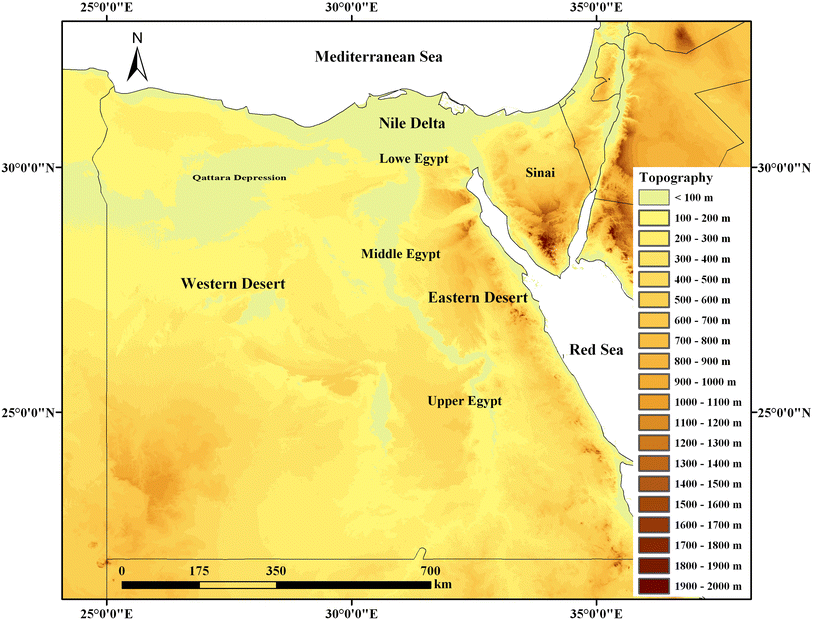 25°0'0"E 30°0'0"E 35°0'0"E
N
Mediterranean Sea
Nile Delta
Lowe Egypt
30°0'0"N
30°0'0"N
Qattara Depression
Sinai
Middle Egypt
Western Desert
Eastern Desert
Red Sea
Upper Egypt
25°0'0"N
25°0'0"N
Topography
< 100 m
100 - 200 m
200 - 300 m
300 - 400 m
400 - 500 m
500 - 600 m
600 - 700 m
700 - 800 m
800 - 900 m
900 - 1000 m
1000 - 1100 m
1100 - 1200 m
1200 - 1300 m
1300 - 1400 m
1400 - 1500 m
1500 - 1600 m
1600 - 1700 m
1700 - 1800 m
1800 - 1900 m
1900 - 2000 m
0 175 350 700
km
25°0'0"E 30°0'0"E 35°0'0"E